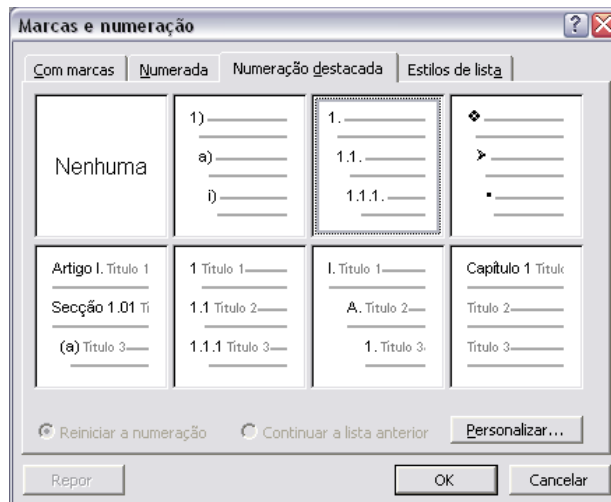 Marcas e numeração
Com marcas Numerada Numeração destacada Estilos de lista
Nenhuma
1)
a)
i)
1.
1.1.
1.1.1.
Artigo I. Título 1
Secção 1.01 Tí
(a) Título 3
1 Título 1
1.1 Título 2
1.1.1 Título 3
I. Título 1
A. Título 2
1. Título 3
Capítulo 1 Título
Título 2
Título 3
Reiniciar a numeração Continuar a lista anterior Personalizar...
Repor OK Cancelar